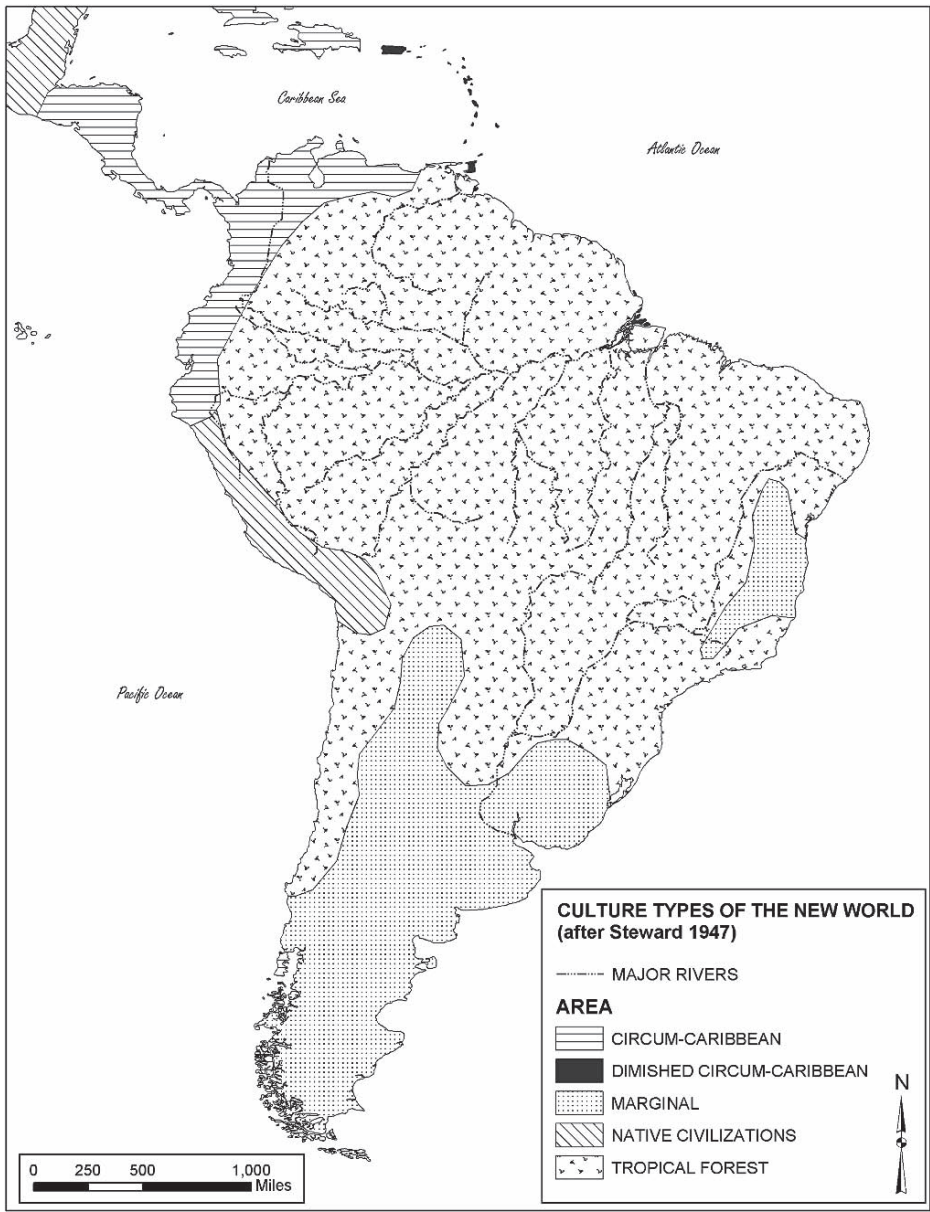 Caribbean Sea
Atlantic Ocean
Pacific Ocean
CULTURE TYPES OF THE NEW WORLD
(after Steward 1947)
MAJOR RIVERS
AREA
CIRCUM-CARIBBEAN
DIMISHED CIRCUM-CARIBBEAN
MARGINAL
NATIVE CIVILIZATIONS
TROPICAL FOREST
N
0 250 500 1,000
Miles